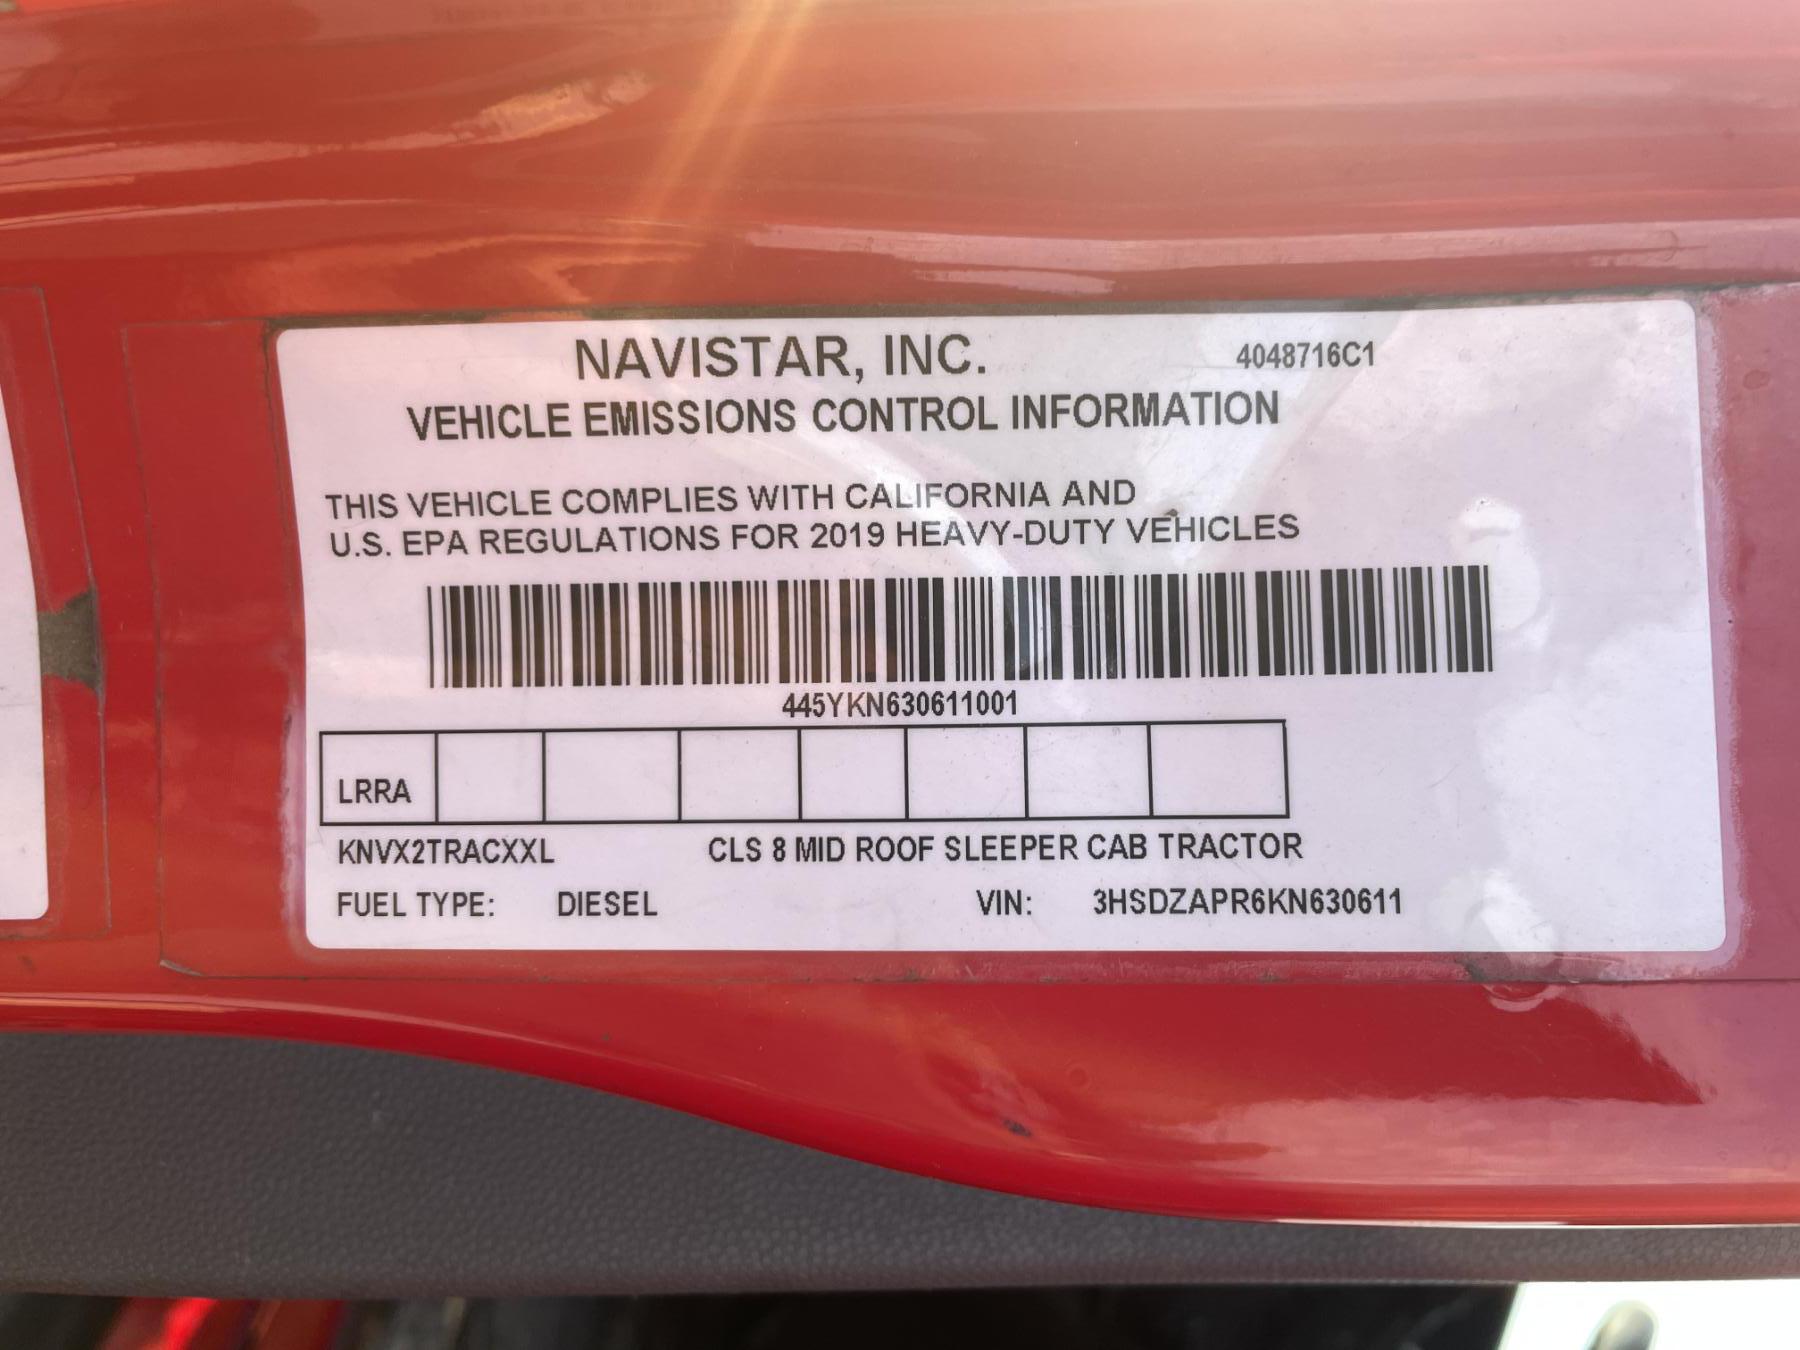 NAVISTAR, INC. 4048716C1
VEHICLE EMISSIONS CONTROL INFORMATION
THIS VEHICLE COMPLIES WITH CALIFORNIA AND
U.S. EPA REGULATIONS FOR 2019 HEAVY-DUTY VEHICLES
445YKN630611001
LRRA
KNVX2TRACXXL CLS 8 MID ROOF SLEEPER CAB TRACTOR
FUEL TYPE: DIESEL VIN: 3HSDZAPR6KN630611